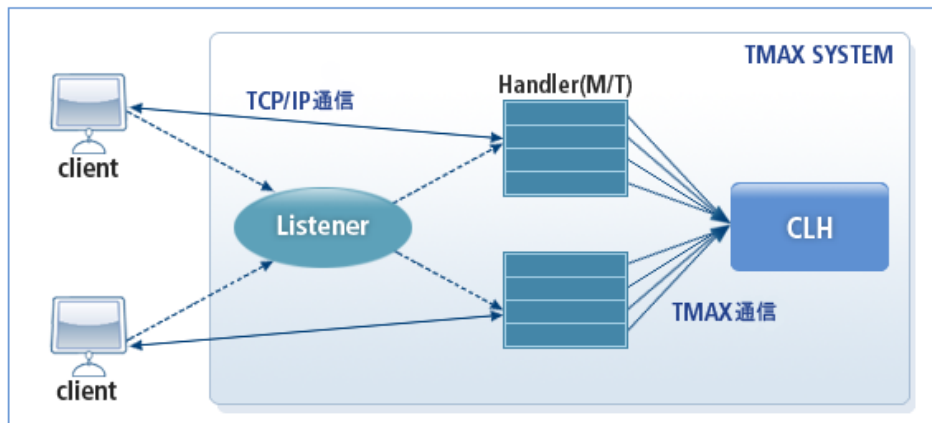 TMAX SYSTEM
Handler(M/T)
TCP/IP通信
client
Listener
CLH
TMAX通信
client